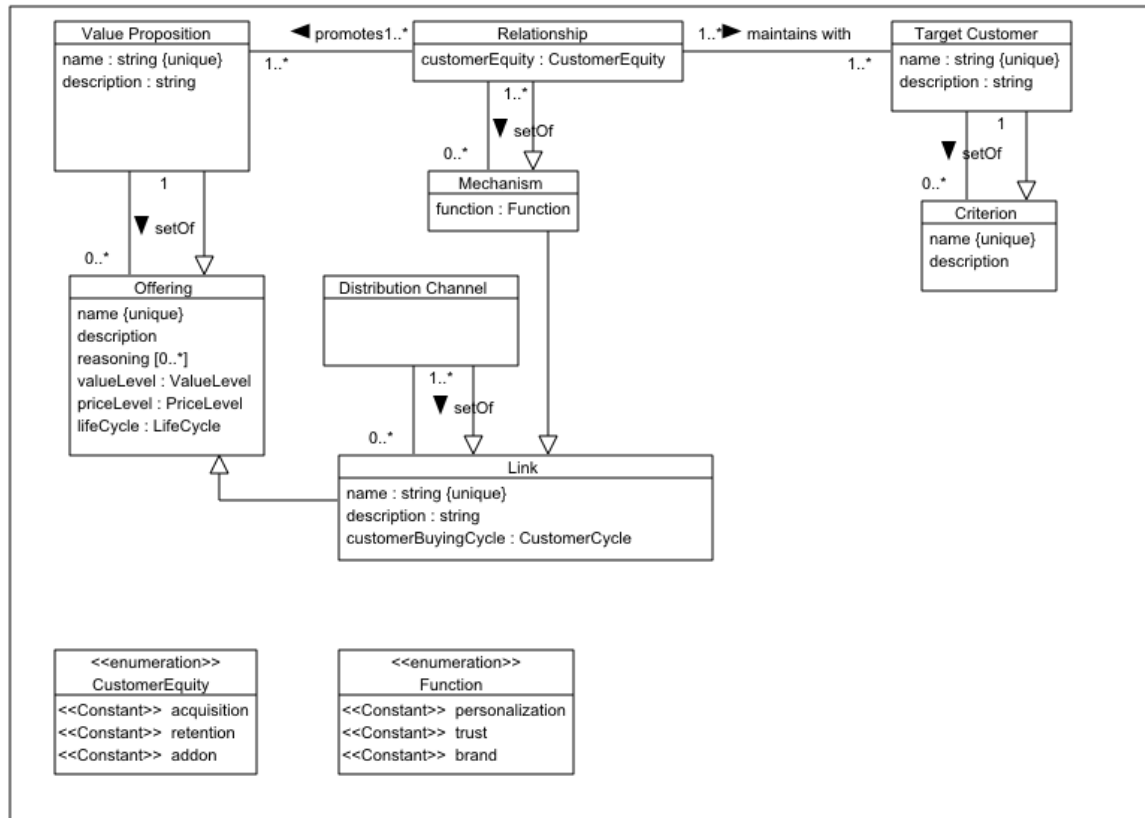 Value Proposition
name : string {unique}
description : string
◀ promotes 1..*
1..*
Relationship
customerEquity : CustomerEquity
1..* ▶ maintains with
1..*
Target Customer
name : string {unique}
description : string
1
▼ setOf
0..*
1..*
▼ setOf
0..*
1
▼ setOf
0..*
Mechanism
function : Function
Criterion
name {unique}
description
Offering
name {unique}
description
reasoning [0..*]
valueLevel : ValueLevel
priceLevel : PriceLevel
lifeCycle : LifeCycle
Distribution Channel
1..*
▼ setOf
0..*
Link
name : string {unique}
description : string
customerBuyingCycle : CustomerCycle
<<enumeration>>
CustomerEquity
<<Constant>> acquisition
<<Constant>> retention
<<Constant>> addon
<<enumeration>>
Function
<<Constant>> personalization
<<Constant>> trust
<<Constant>> brand